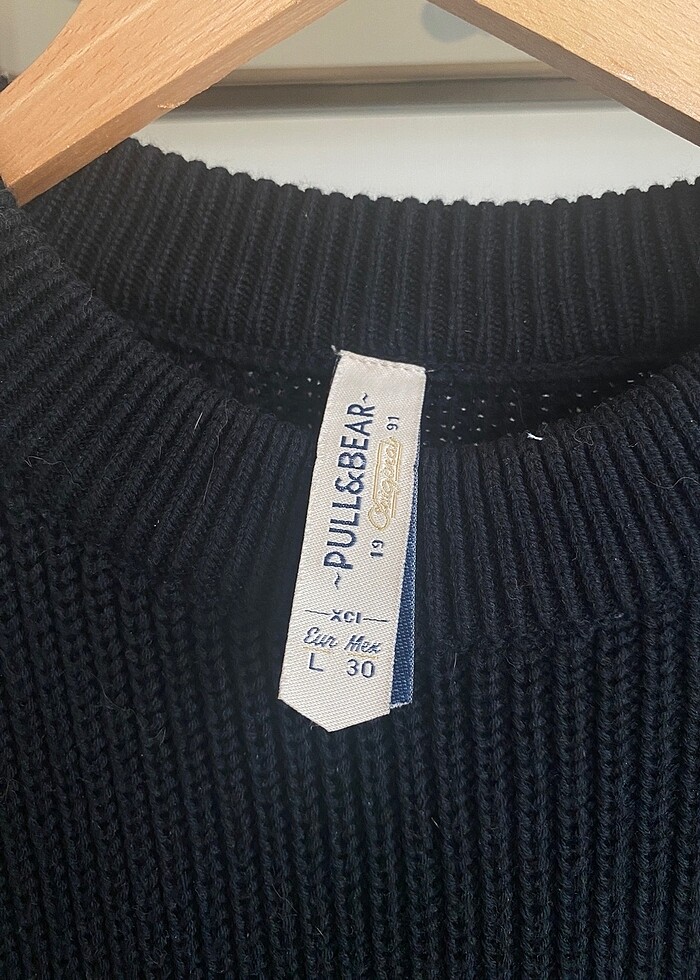 ~PULL&BEAR~
19 Original 91
—XCI—
Eur Mex
L 30